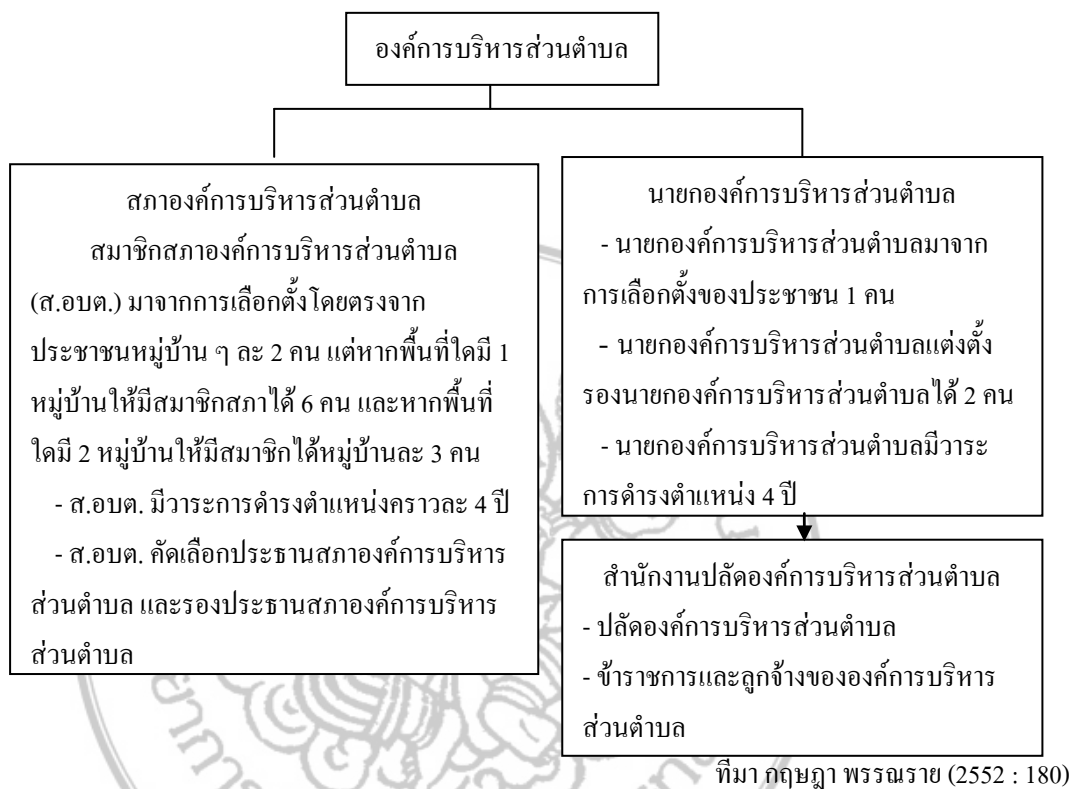 องค์การบริหารส่วนตำบล
สภาองค์การบริหารส่วนตำบล
สมาชิกสภาองค์การบริหารส่วนตำบล
(ส.อบต.) มาจากการเลือกตั้งโดยตรงจาก
ประชาชนหมู่บ้าน ๆ ละ 2 คน แต่หากพื้นที่ใดมี 1
หมู่บ้านให้มีสมาชิกสภาได้ 6 คน และหากพื้นที่
ใดมี 2 หมู่บ้านให้มีสมาชิกได้หมู่บ้านละ 3 คน
- ส.อบต. มีวาระการดำรงตำแหน่งคราวละ 4 ปี
- ส.อบต. คัดเลือกประธานสภาองค์การบริหาร
ส่วนตำบล และรองประธานสภาองค์การบริหาร
ส่วนตำบล
นายกองค์การบริหารส่วนตำบล
- นายกองค์การบริหารส่วนตำบลมาจาก
การเลือกตั้งของประชาชน 1 คน
- นายกองค์การบริหารส่วนตำบลแต่งตั้ง
รองนายกองค์การบริหารส่วนตำบลได้ 2 คน
- นายกองค์การบริหารส่วนตำบลมีวาระ
การดำรงตำแหน่ง 4 ปี
สำนักงานปลัดองค์การบริหารส่วนตำบล
- ปลัดองค์การบริหารส่วนตำบล
- ข้าราชการและลูกจ้างขององค์การบริหาร
ส่วนตำบล
ที่มา กฤษฎา พรรณราย (2552 : 180)